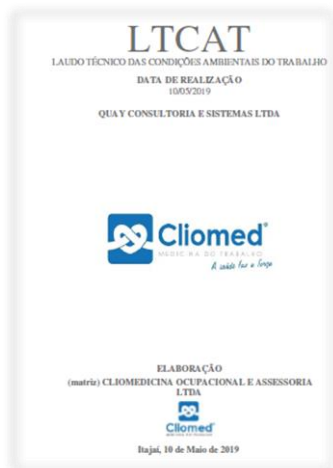 LTCAT
LAUDO TÉCNICO DAS CONDIÇÕES AMBIENTAIS DO TRABALHO
DATA DE REALIZAÇÃO
10/05/2019
QUAY CONSULTORIA E SISTEMAS LTDA
Cliomed®
MEDICINA DO TRABALHO
A saúde faz a força
ELABORAÇÃO
(matriz) CLIOMEDICINA OCUPACIONAL E ASSESSORIA
LTDA
Cliomed
Itajaí, 10 de Maio de 2019